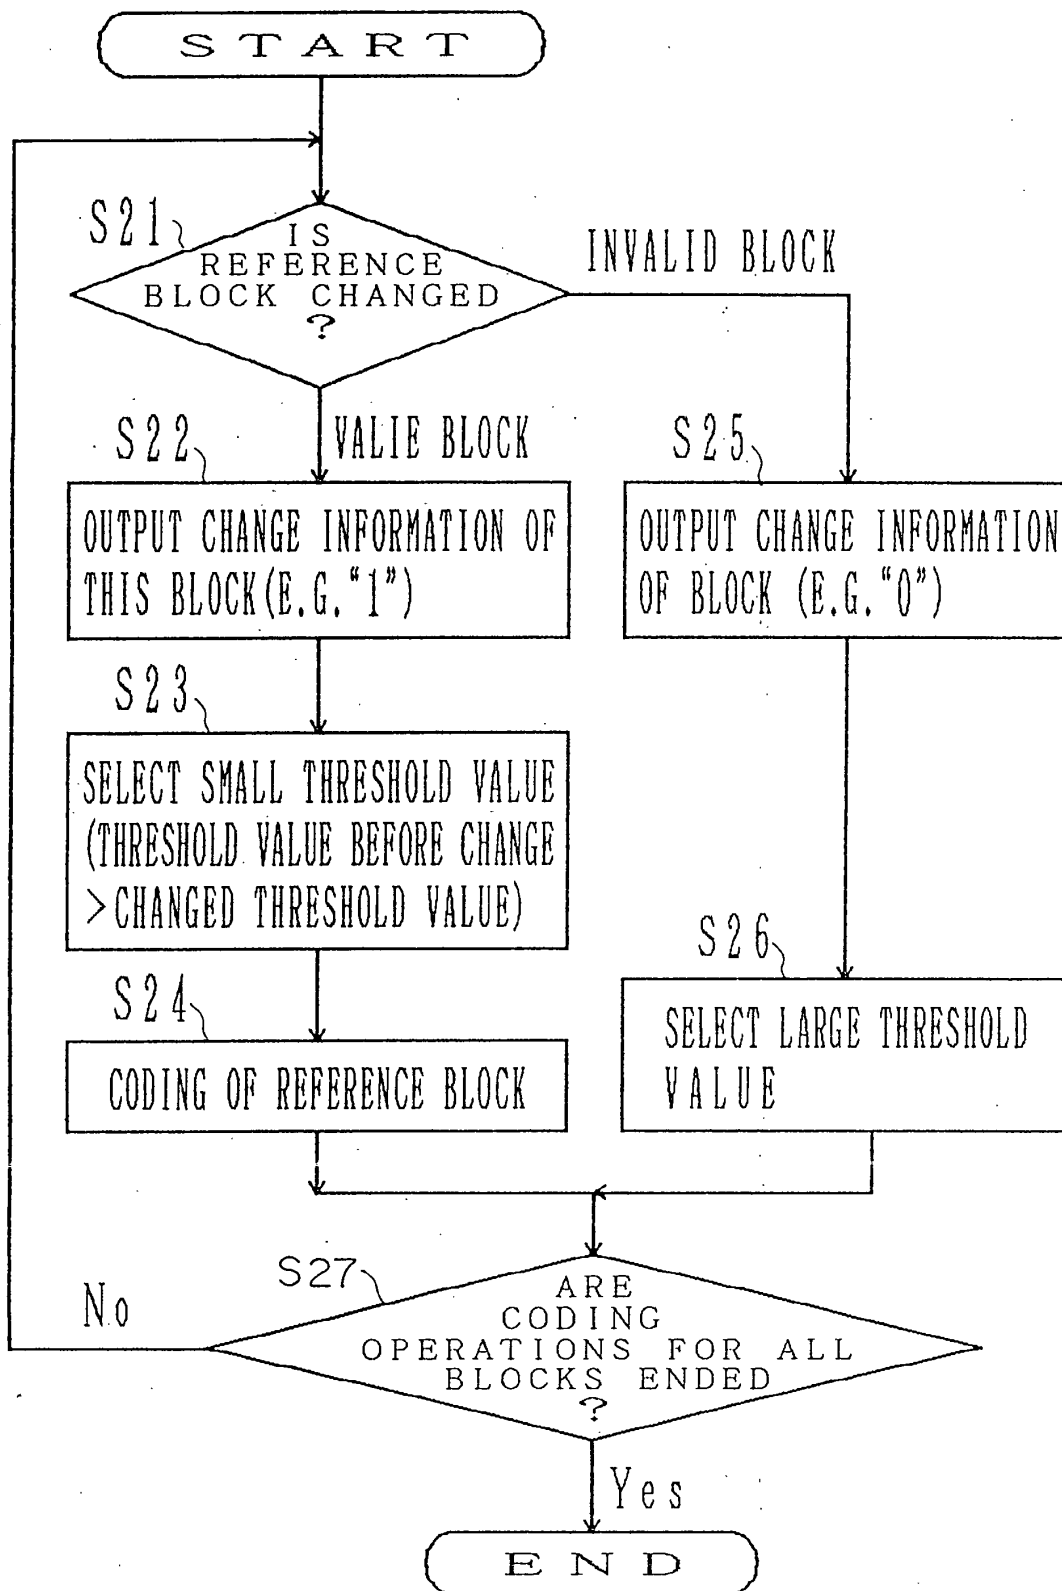 START
S21
IS
REFERENCE
BLOCK CHANGED
?
INVALID BLOCK
S22
VALIE BLOCK
S25
OUTPUT CHANGE INFORMATION OF
THIS BLOCK(E.G."1")
OUTPUT CHANGE INFORMATION
OF BLOCK (E.G."0")
S23
SELECT SMALL THRESHOLD VALUE
(THRESHOLD VALUE BEFORE CHANGE
>CHANGED THRESHOLD VALUE)
S26
SELECT LARGE THRESHOLD
VALUE
S24
CODING OF REFERENCE BLOCK
S27
ARE
CODING
OPERATIONS FOR ALL
BLOCKS ENDED
?
No
Yes
END